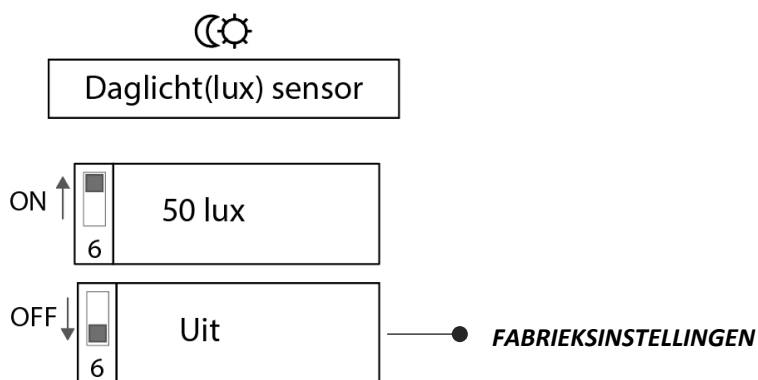 Daglicht(lux) sensor
ON
6
50 lux
OFF
6
Uit
FABRIEKSINSTELLINGEN